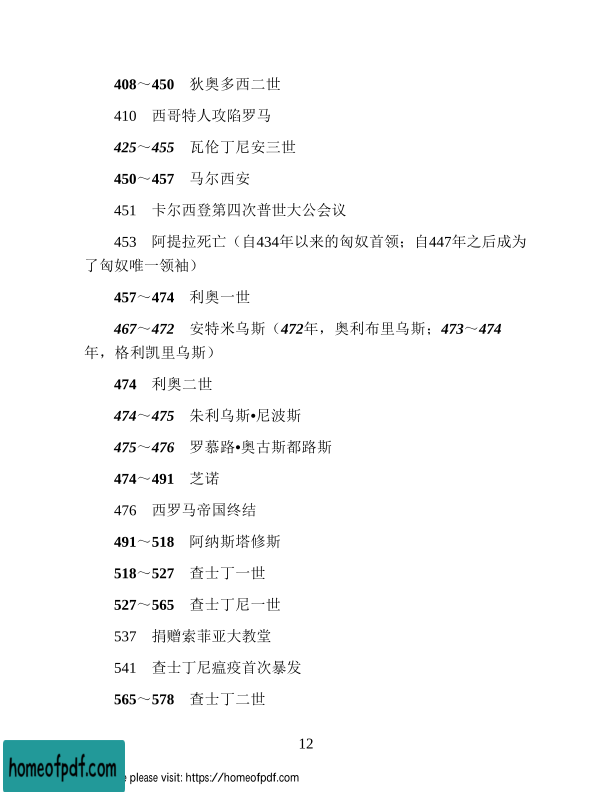 408～450　狄奥多西二世
410　西哥特人攻陷罗马
425～455　瓦伦丁尼安三世
450～457　马尔西安
451　卡尔西登第四次普世大公会议
453　阿提拉死亡（自434年以来的匈奴首领；自447年之后成为
了匈奴唯一领袖）
457～474　利奥一世
467～472　安特米乌斯（472年，奥利布里乌斯；473～474
年，格利凯里乌斯）
474　利奥二世
474～475　朱利乌斯•尼波斯
475～476　罗慕路•奥古斯都路斯
474～491　芝诺
476　西罗马帝国终结
491～518　阿纳斯塔修斯
518～527　查士丁一世
527～565　查士丁尼一世
537　捐赠索菲亚大教堂
541　查士丁尼瘟疫首次暴发
565～578　查士丁二世
12
homeofpdf.com
e please visit: https://homeofpdf.com